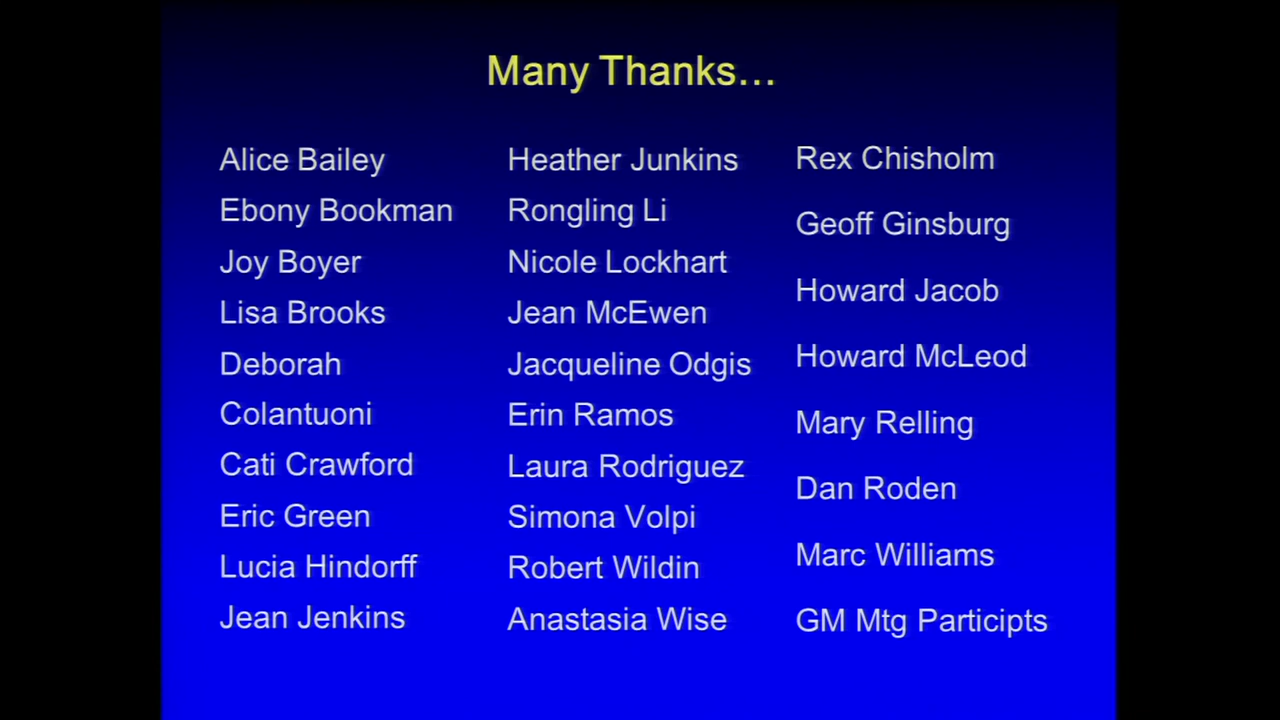 Many Thanks…
Alice Bailey
Ebony Bookman
Joy Boyer
Lisa Brooks
Deborah
Colantuoni
Cati Crawford
Eric Green
Lucia Hindorff
Jean Jenkins
Heather Junkins
Rongling Li
Nicole Lockhart
Jean McEwen
Jacqueline Odgis
Erin Ramos
Laura Rodriguez
Simona Volpi
Robert Wildin
Anastasia Wise
Rex Chisholm
Geoff Ginsburg
Howard Jacob
Howard McLeod
Mary Relling
Dan Roden
Marc Williams
GM Mtg Particpts